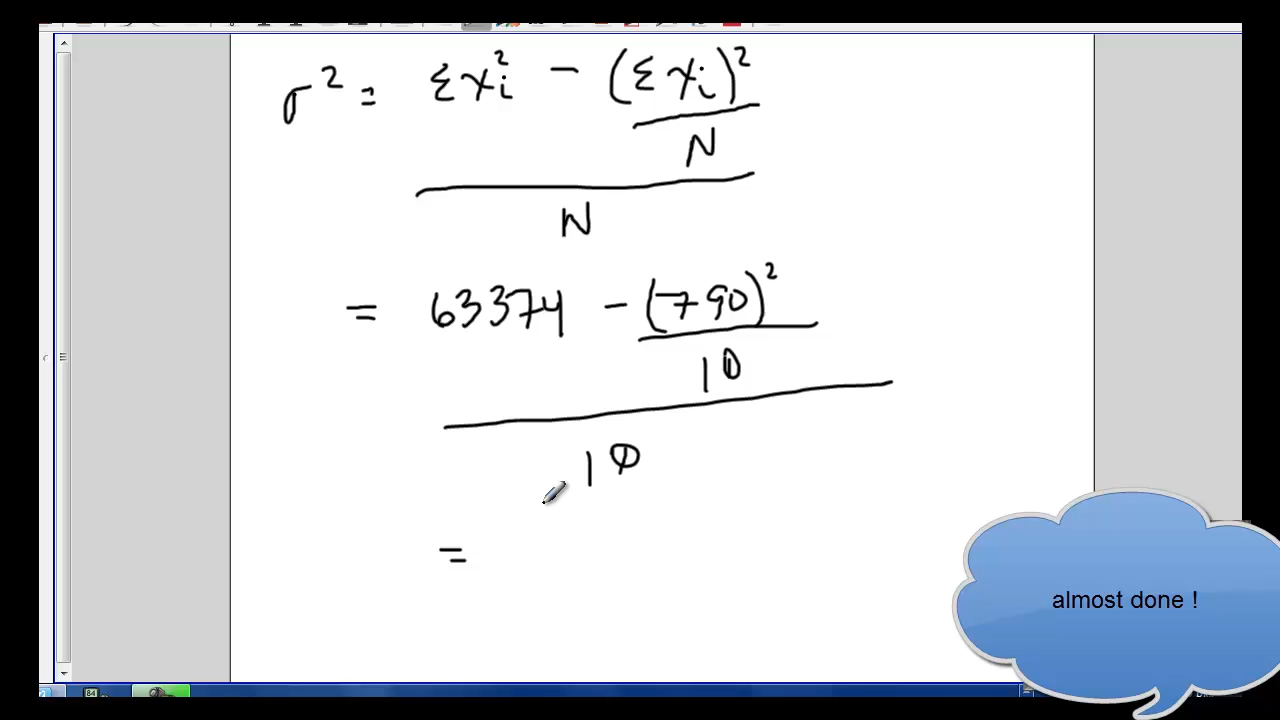 σ² = Σxi² - (Σxi)²
N
N
= 63374 - (790)²
10
10
=
almost done !